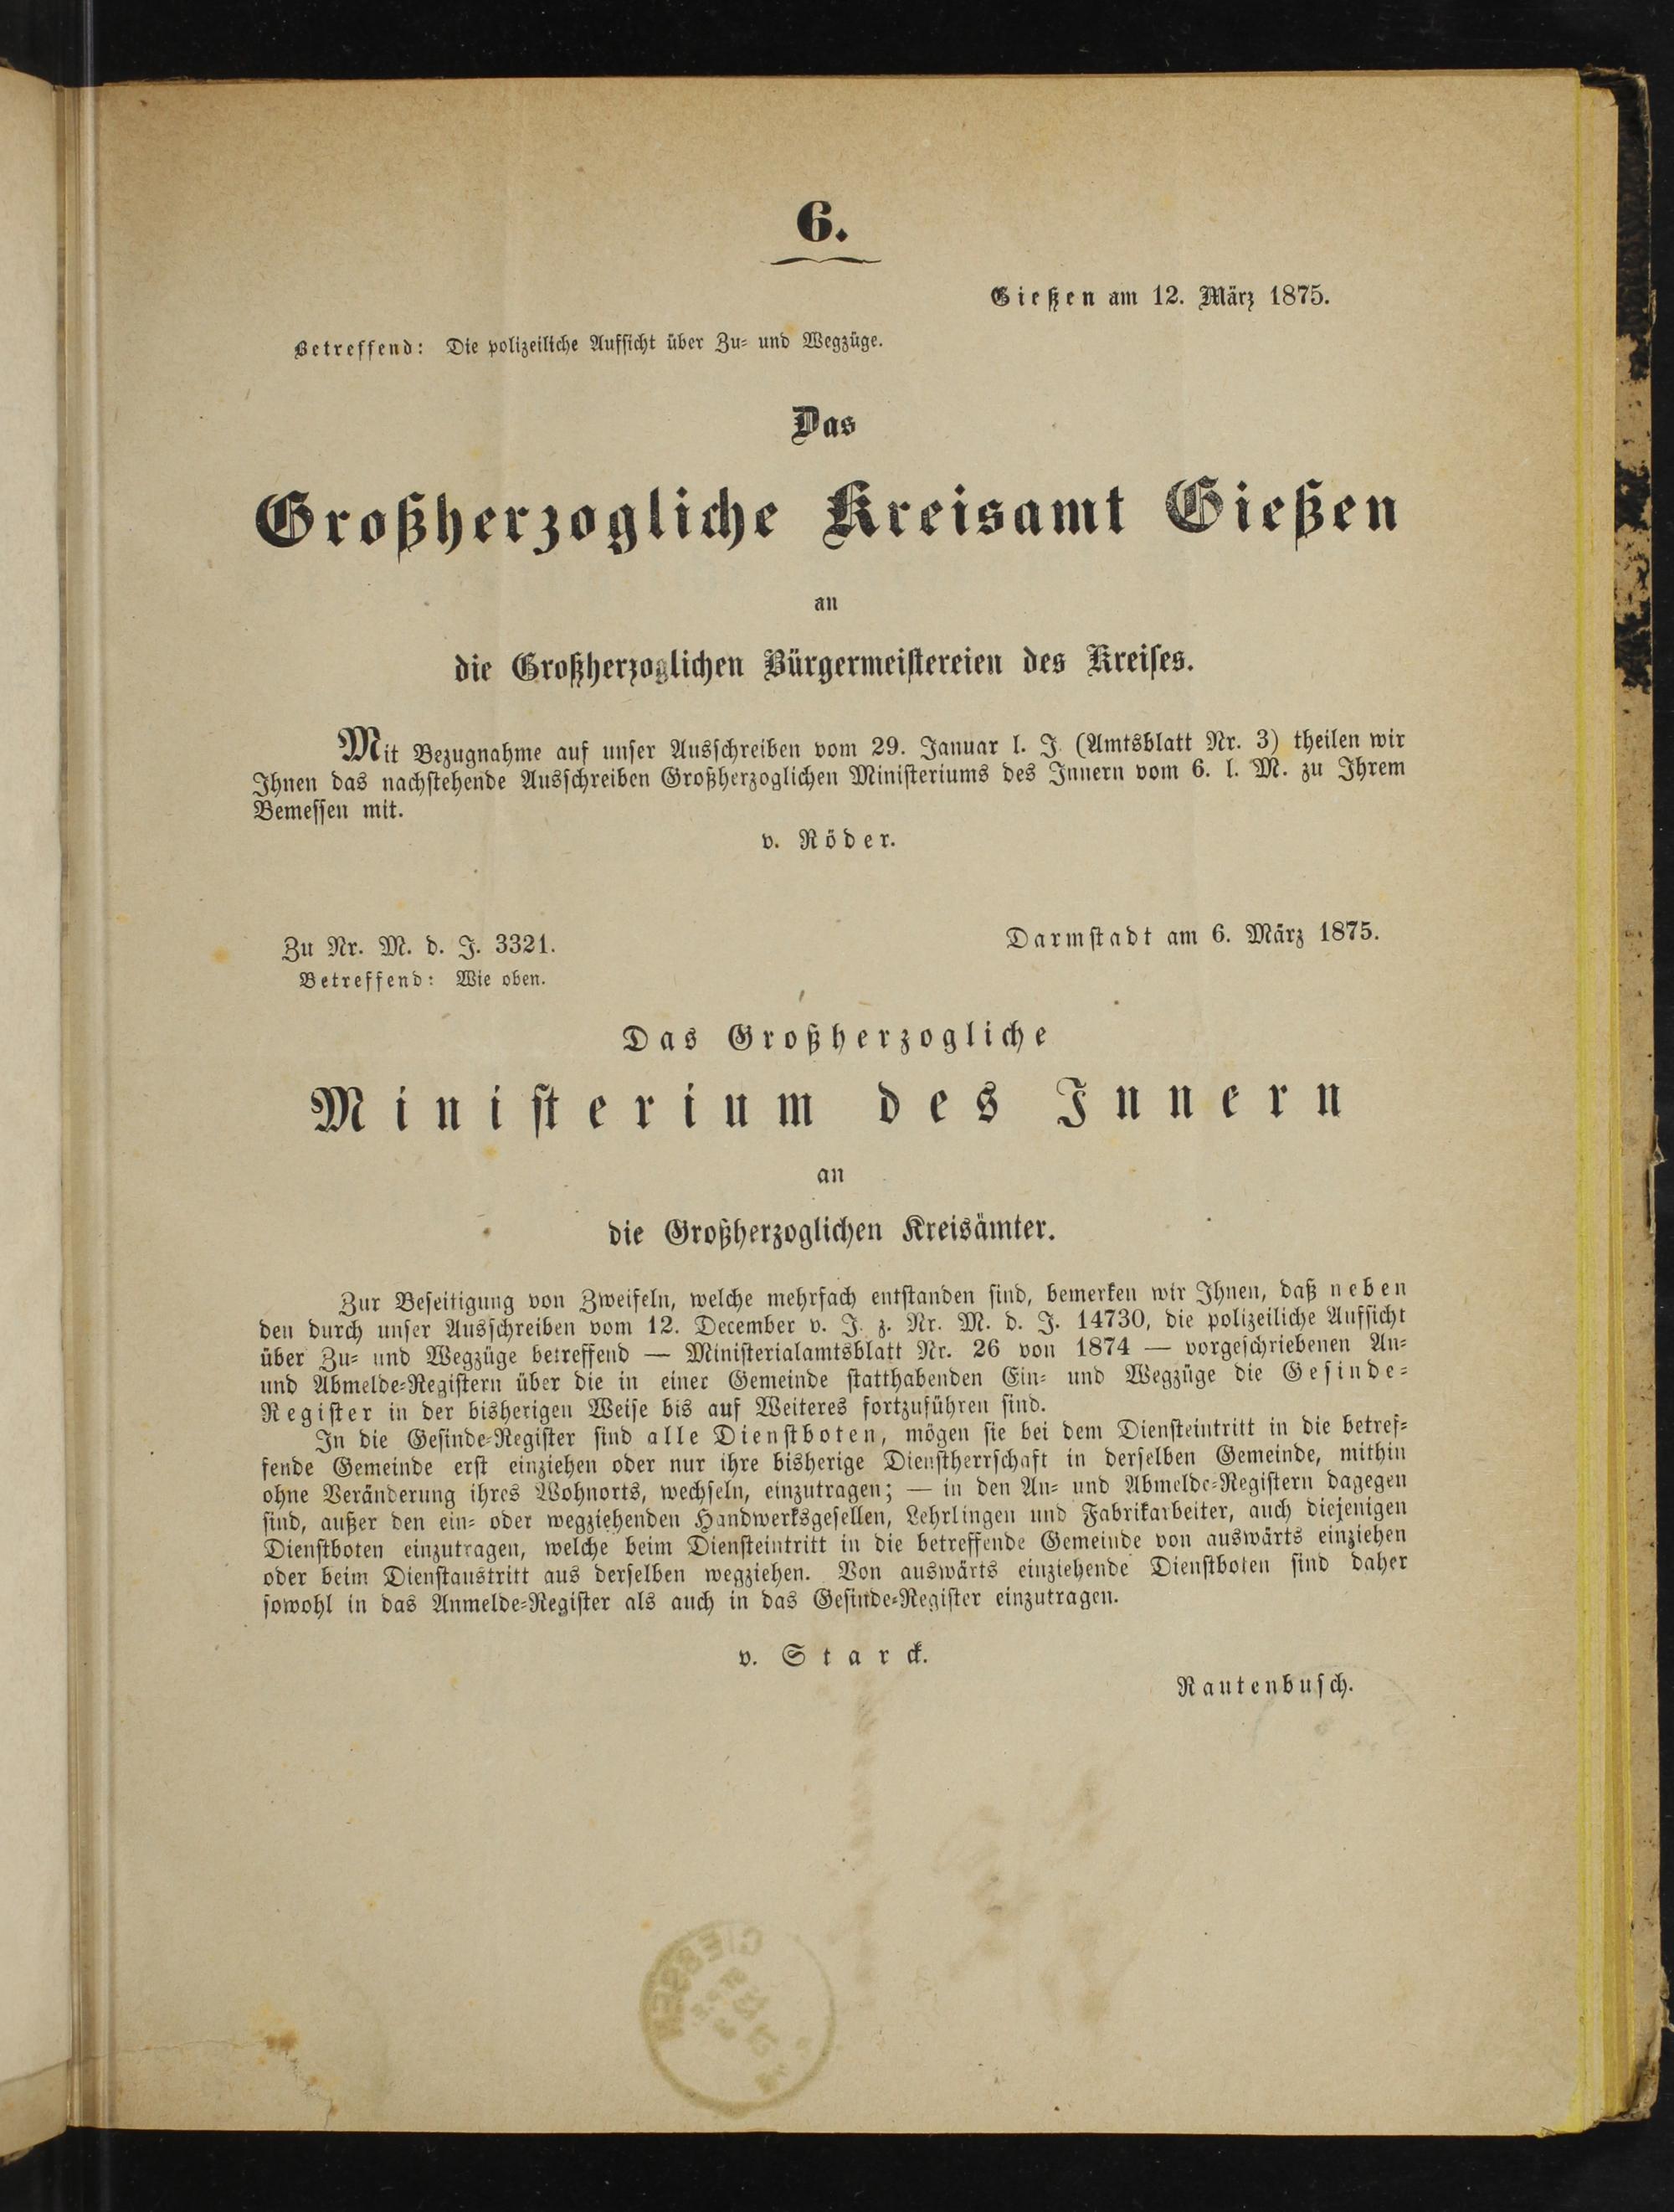 6.
Gießen am 12. März 1875.
Betreffend: Die polizeiliche Aufsicht über Zu- und Wegzüge.
Das
Großherzogliche Kreisamt Gießen
an
die Großherzoglichen Bürgermeistereien des Kreises.
Mit Bezugnahme auf unser Ausschreiben vom 29. Januar l. J. (Amtsblatt Nr. 3) theilen wir
Ihnen das nachstehende Ausschreiben Großherzoglichen Ministeriums des Innern vom 6. l. M. zu Ihrem
Bemessen mit.
v. Röder.
Zu Nr. M. d. J. 3321.
Darmstadt am 6. März 1875.
Betreffend: Wie oben.
Das Großherzogliche
Ministerium des Innern
an
die Großherzoglichen Kreisämter.
Zur Beseitigung von Zweifeln, welche mehrfach entstanden sind, bemerken wir Ihnen, daß neben
den durch unser Ausschreiben vom 12. December v. J. z. Nr. M. d. J. 14730, die polizeiliche Aufsicht
über Zu- und Wegzüge betreffend — Ministerialamtsblatt Nr. 26 von 1874 — vorgeschriebenen An-
und Abmelde-Registern über die in einer Gemeinde statthabenden Ein- und Wegzüge die Gesinde-
Register in der bisherigen Weise bis auf Weiteres fortzuführen sind.
In die Gesinde-Register sind alle Dienstboten, mögen sie bei dem Diensteintritt in die betref-
fende Gemeinde erst einziehen oder nur ihre bisherige Dienstherrschaft in derselben Gemeinde, mithin
ohne Veränderung ihres Wohnorts, wechseln, einzutragen; — in den An- und Abmelde-Registern dagegen
sind, außer den ein- oder wegziehenden Handwerksgesellen, Lehrlingen und Fabrikarbeiter, auch diejenigen
Dienstboten einzutragen, welche beim Diensteintritt in die betreffende Gemeinde von auswärts einziehen
oder beim Dienstaustritt aus derselben wegziehen. Von auswärts einziehende Dienstboten sind daher
sowohl in das Anmelde-Register als auch in das Gesinde-Register einzutragen.
v. Starck.
Rautenbusch.
GIESSEN